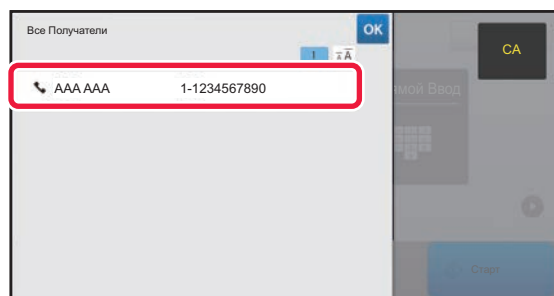 Все Получатели
OK
CA
1
AAA AAA 1-1234567890
мой Ввод
Старт